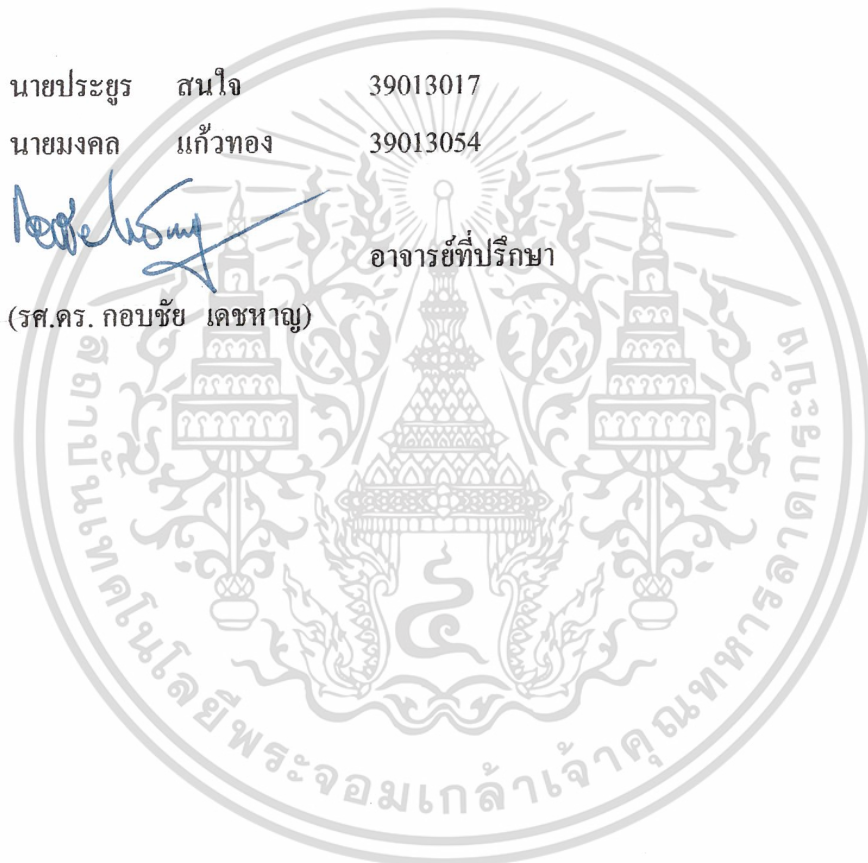 นายประยูร สนใจ 39013017
นายมงคล แก้วทอง 39013054
อาจารย์ที่ปรึกษา
(รศ.ดร. กอบชัย เดชหาญ)
สถาบันเทคโนโลยีพระจอมเกล้าเจ้าคุณทหารลาดกระบัง